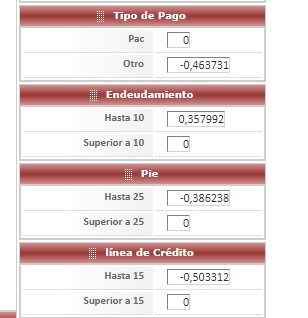 Tipo de Pago
Pac 0
Otro -0,463731
Endeudamiento
Hasta 10 0,357992
Superior a 10 0
Pie
Hasta 25 -0,386238
Superior a 25 0
línea de Crédito
Hasta 15 -0,503312
Superior a 15 0